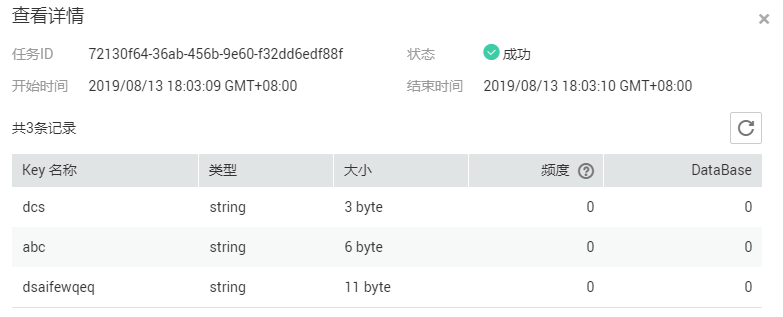 查看详情
任务ID 72130f64-36ab-456b-9e60-f32dd6edf88f 状态 成功
开始时间 2019/08/13 18:03:09 GMT+08:00 结束时间 2019/08/13 18:03:10 GMT+08:00
共3条记录
Key 名称 类型 大小 频度 DataBase
dcs string 3 byte 0 0
abc string 6 byte 0 0
dsaifewqeq string 11 byte 0 0